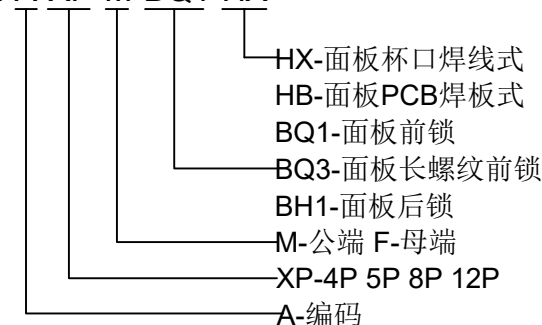 HX-面板杯口焊线式
HB-面板PCB焊板式
BQ1-面板前锁
BQ3-面板长螺纹前锁
BH1-面板后锁
M-公端 F-母端
XP-4P 5P 8P 12P
A-编码